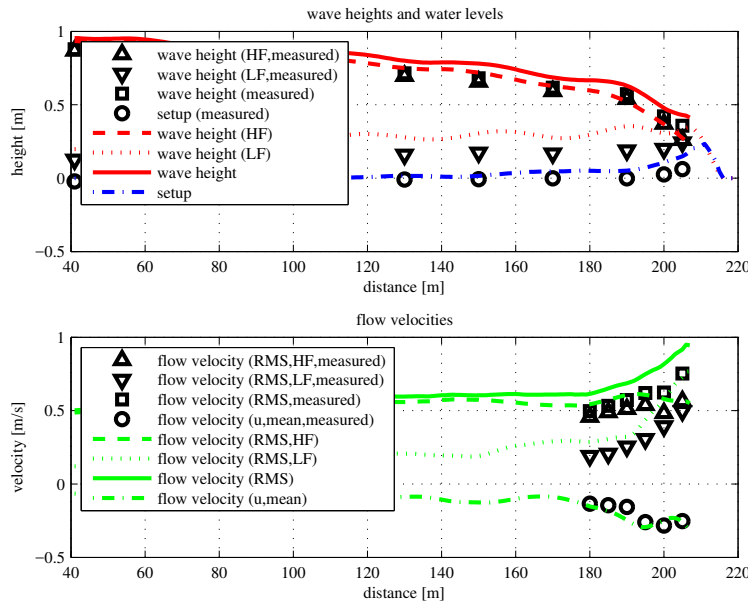 wave heights and water levels
1
0.5
0
−0.5
height [m]
wave height (HF,measured)
wave height (LF,measured)
wave height (measured)
setup (measured)
wave height (HF)
wave height (LF)
wave height
setup
40 60 80 100 120 140 160 180 200 220
distance [m]
flow velocities
1
0.5
0
−0.5
velocity [m/s]
flow velocity (RMS,HF,measured)
flow velocity (RMS,LF,measured)
flow velocity (RMS,measured)
flow velocity (u,mean,measured)
flow velocity (RMS,HF)
flow velocity (RMS,LF)
flow velocity (RMS)
flow velocity (u,mean)
40 60 80 100 120 140 160 180 200 220
distance [m]